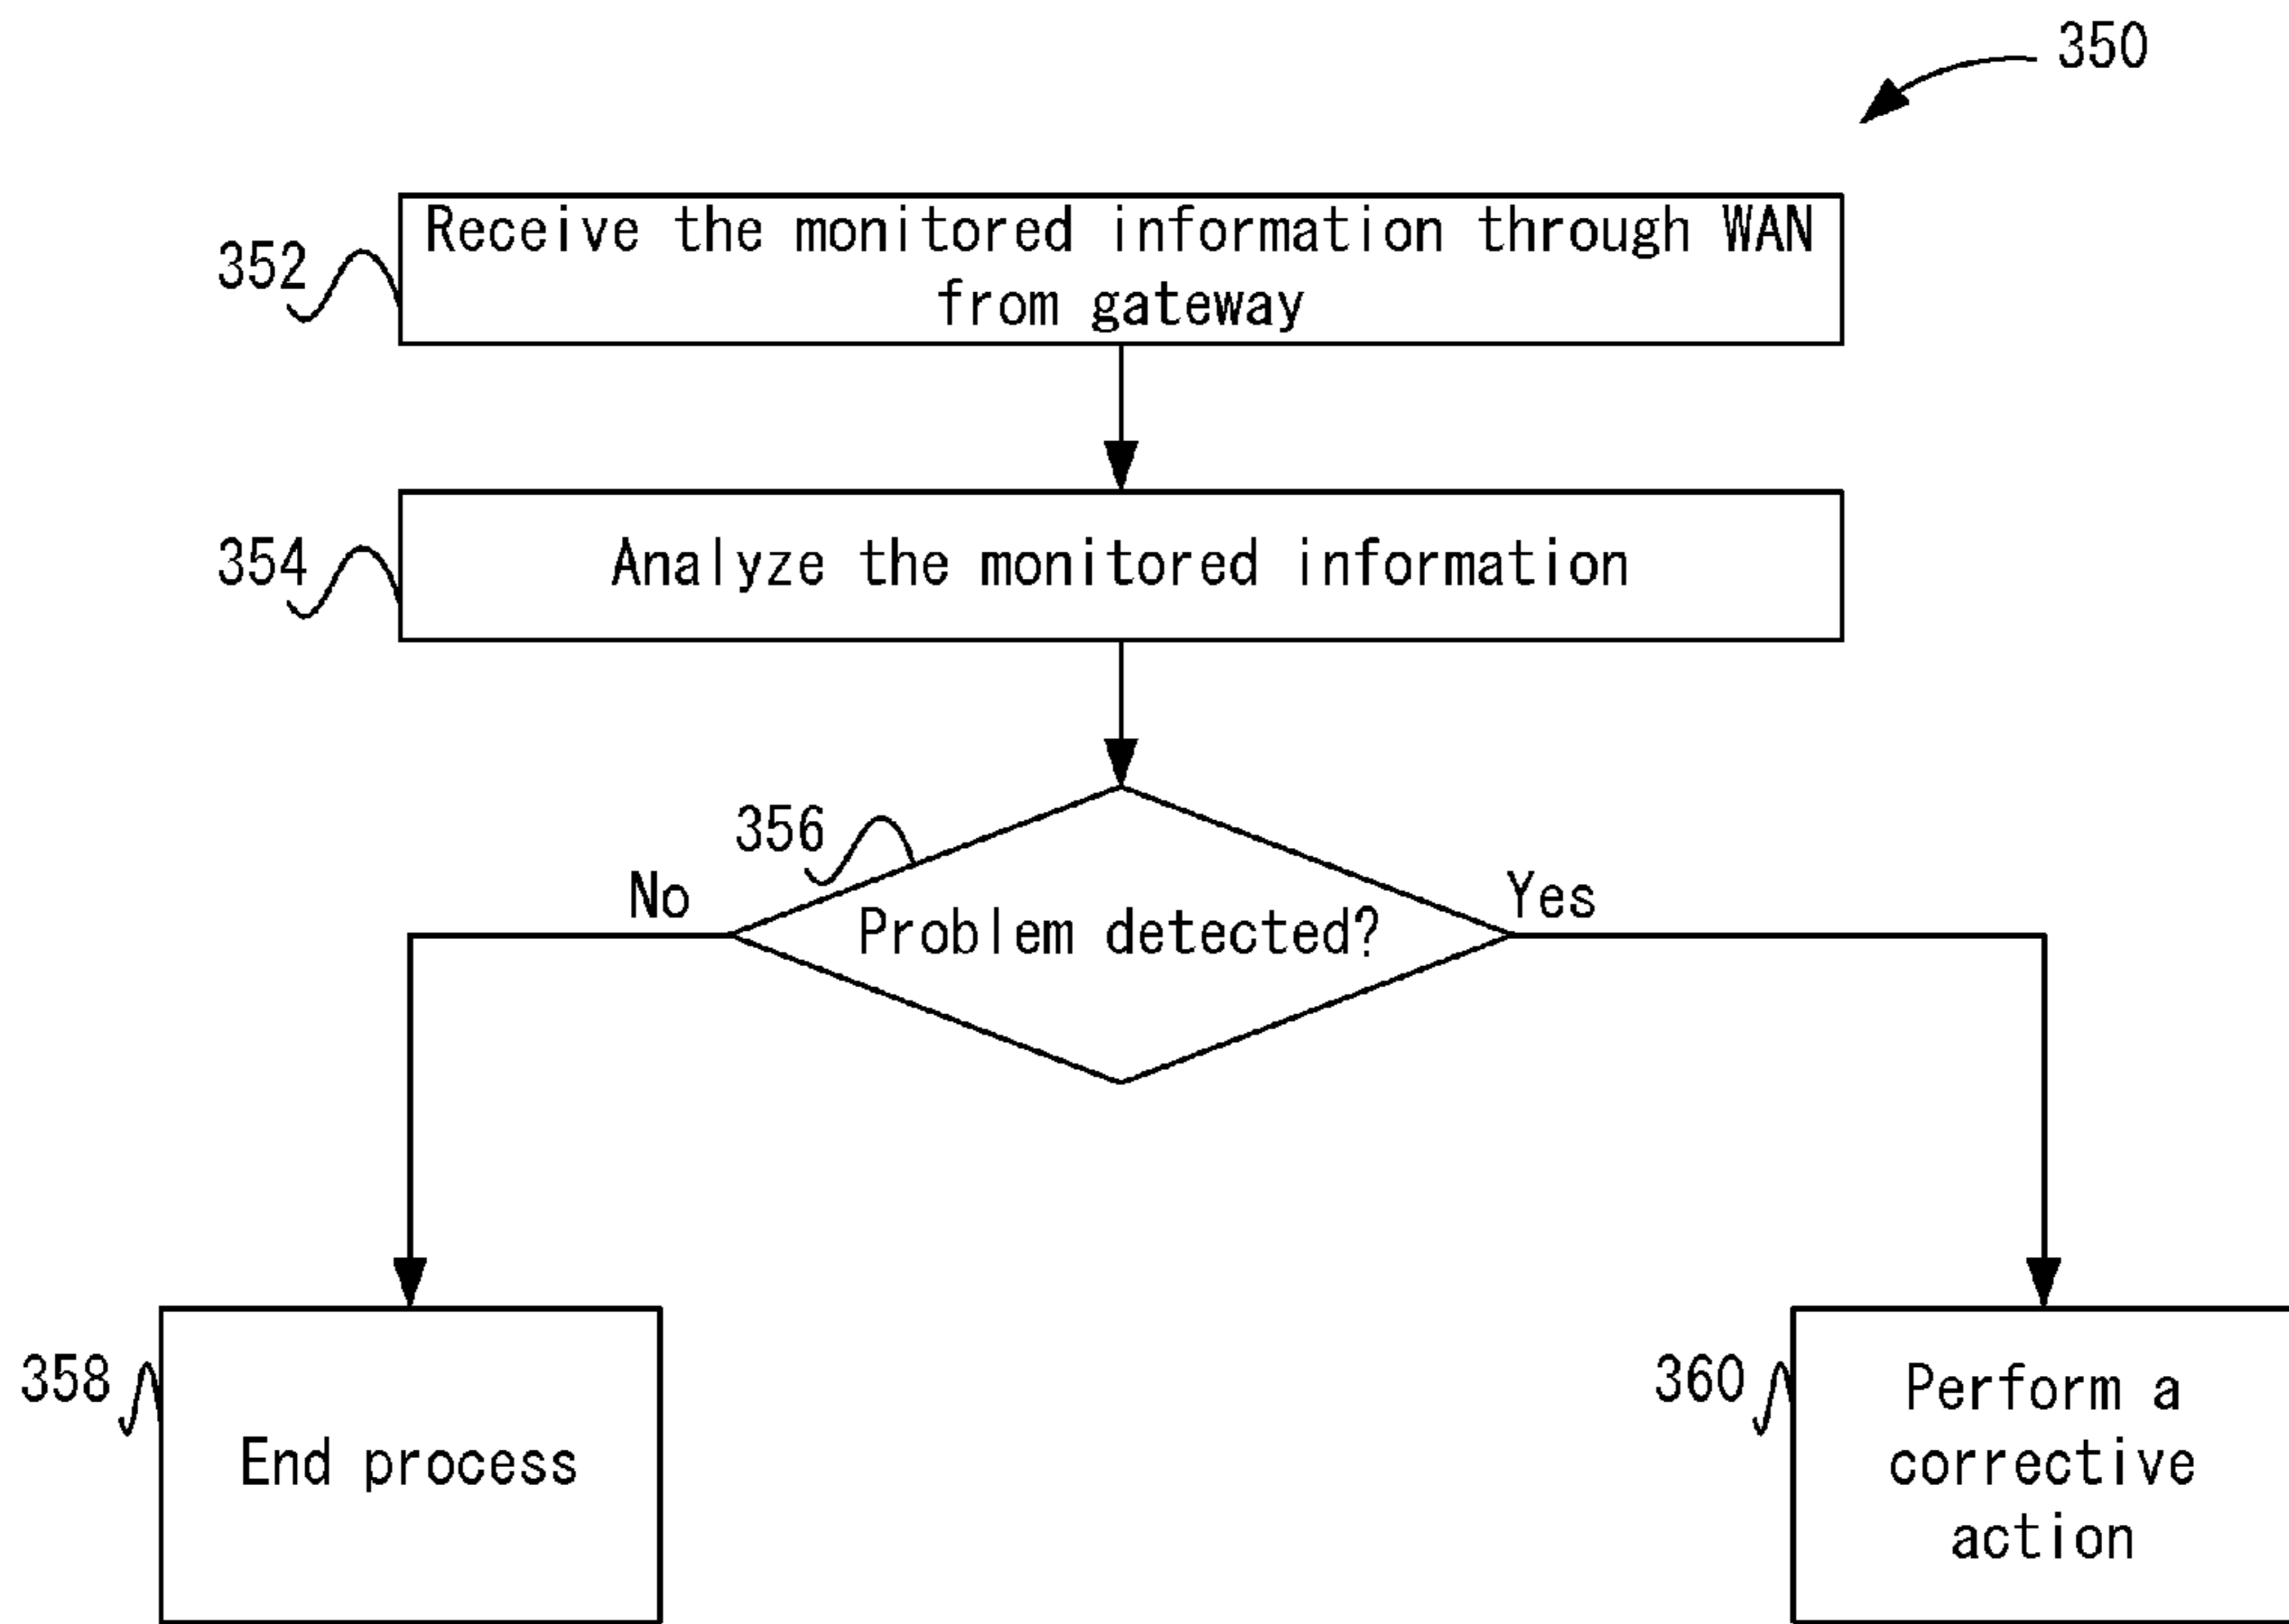 350
Receive the monitored information through WAN
from gateway
352
Analyze the monitored information
354
356
No
Yes
Problem detected?
358
End process
360
Perform a
corrective
action